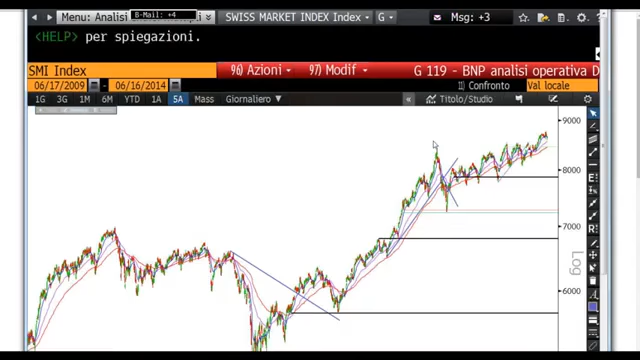 Menu: Analisi
E-Mail: +4
SWISS MARKET INDEX Index
G
Msg: +3
<HELP> per spiegazioni.
SMI Index
96) Azioni
97) Modif
G 119 - BNP analisi operativa D
06/17/2009 - 06/16/2014
11) Confronto
Val locale
1G 3G 1M 6M YTD 1A 5A Mass Giornaliero
« Titolo/Studio
9000
8000
7000
Log
6000